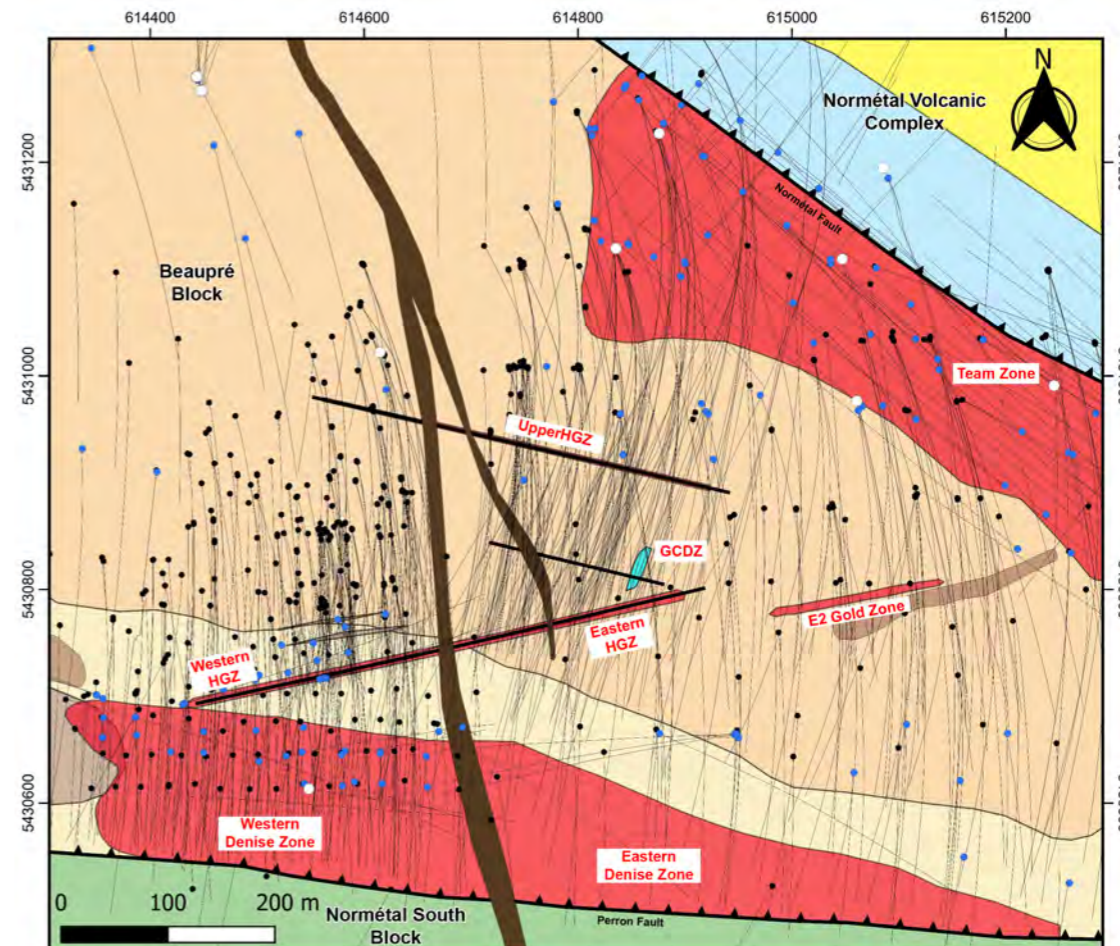 614400
614600
614800
615000
615200
N
Normétal Volcanic
Complex
5431200
Normétal Fault
Beaupré
Block
5431000
Team Zone
UpperHGZ
GCDZ
5430800
E2 Gold Zone
Eastern
HGZ
Western
HGZ
5430600
Western
Denise Zone
Eastern
Denise Zone
0
100
200 m
Normétal South
Block
Perron Fault